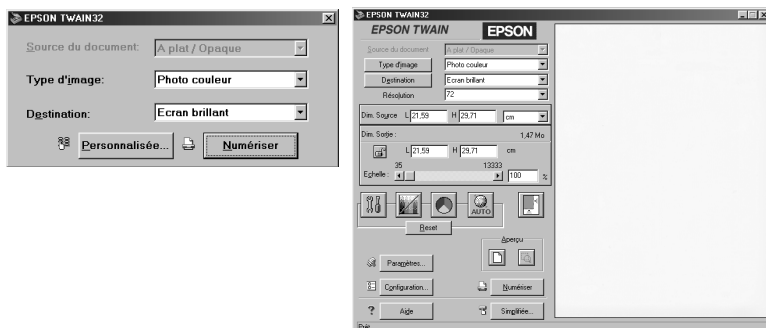 EPSON TWAIN32
Source du document: A plat / Opaque
Type d'image: Photo couleur
Destination: Ecran brillant
Personnalisée... Numériser
EPSON TWAIN32
EPSON TWAIN EPSON
Source du document A plat / Opaque
Type d'image Photo couleur
Destination Ecran brillant
Résolution 72
Dim. Source L 21,59 H 29,71 cm
Dim. Sortie : 1,47 Mo
L 21,59 H 29,71 cm
35 13333
Echelle : 100 %
AUTO
Reset
Aperçu
Paramètres...
Configuration... Numériser
? Aide Simplifiée...
Prêt